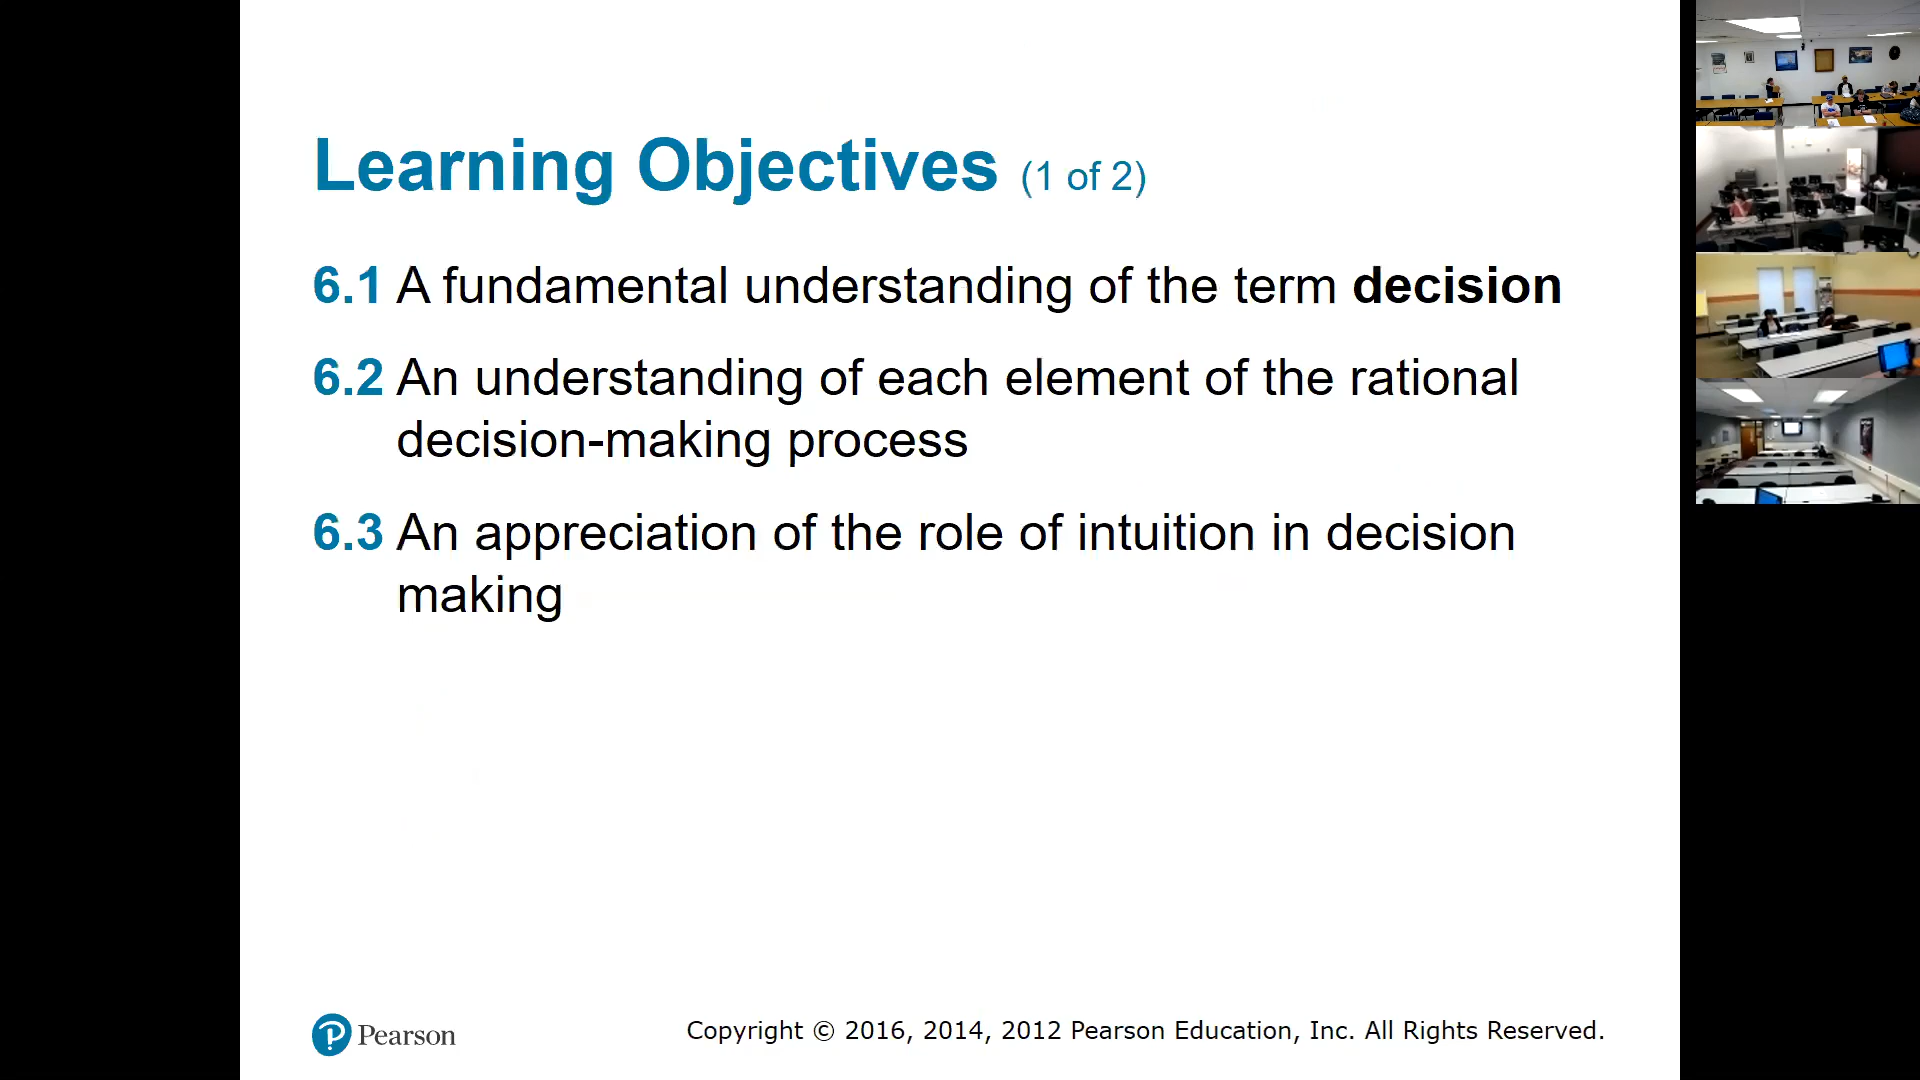 Learning Objectives (1 of 2)
6.1 A fundamental understanding of the term decision
6.2 An understanding of each element of the rational
decision-making process
6.3 An appreciation of the role of intuition in decision
making
Pearson
Copyright © 2016, 2014, 2012 Pearson Education, Inc. All Rights Reserved.